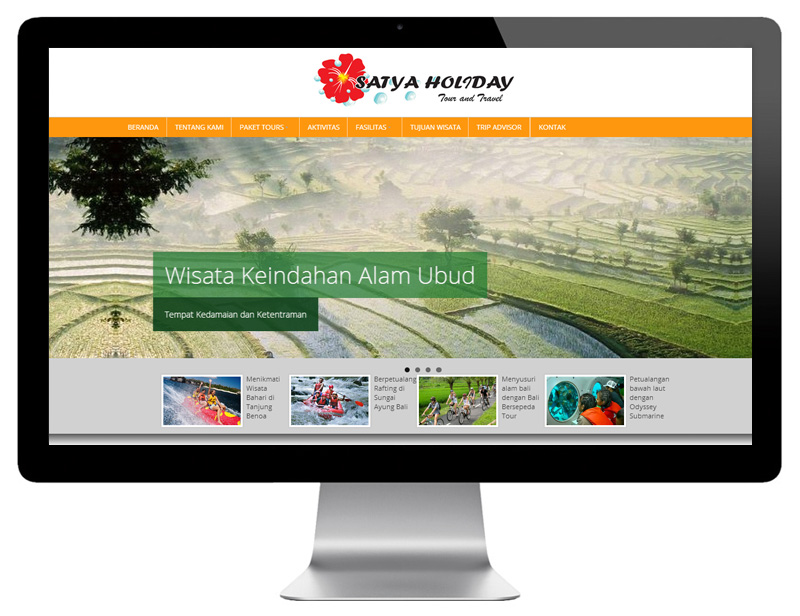 SATYA HOLIDAY
Tour and Travel
BERANDA TENTANG KAMI PAKET TOURS AKTIVITAS FASILITAS TUJUAN WISATA TRIP ADVISOR KONTAK
Wisata Keindahan Alam Ubud
Tempat Kedamaian dan Ketentraman
Menikmati
Wisata
Bahari di
Tanjung
Benoa
Berpetualang
Rafting di
Sungai
Ayung Bali
Menyusuri
alam bali
dengan Bali
Bersepeda
Tour
Petualangan
bawah laut
dengan
Odyssey
Submarine